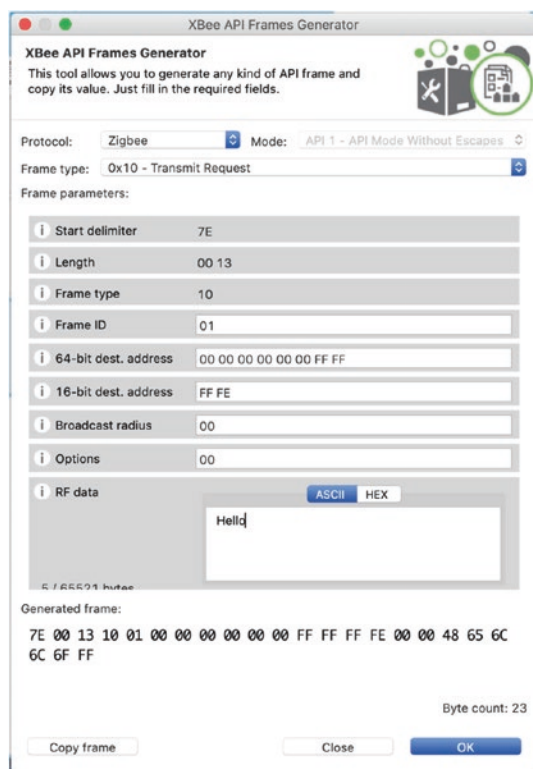 XBee API Frames Generator
XBee API Frames Generator
This tool allows you to generate any kind of API frame and
copy its value. Just fill in the required fields.
Protocol: Zigbee Mode: API 1 - API Mode Without Escapes
Frame type: 0x10 - Transmit Request
Frame parameters:
i Start delimiter 7E
i Length 00 13
i Frame type 10
i Frame ID 01
i 64-bit dest. address 00 00 00 00 00 00 FF FF
i 16-bit dest. address FF FE
i Broadcast radius 00
i Options 00
i RF data ASCII HEX
Hello
5 / 65521 bytes
Generated frame:
7E 00 13 10 01 00 00 00 00 00 00 FF FF FF FE 00 00 48 65 6C
6C 6F FF
Byte count: 23
Copy frame Close OK